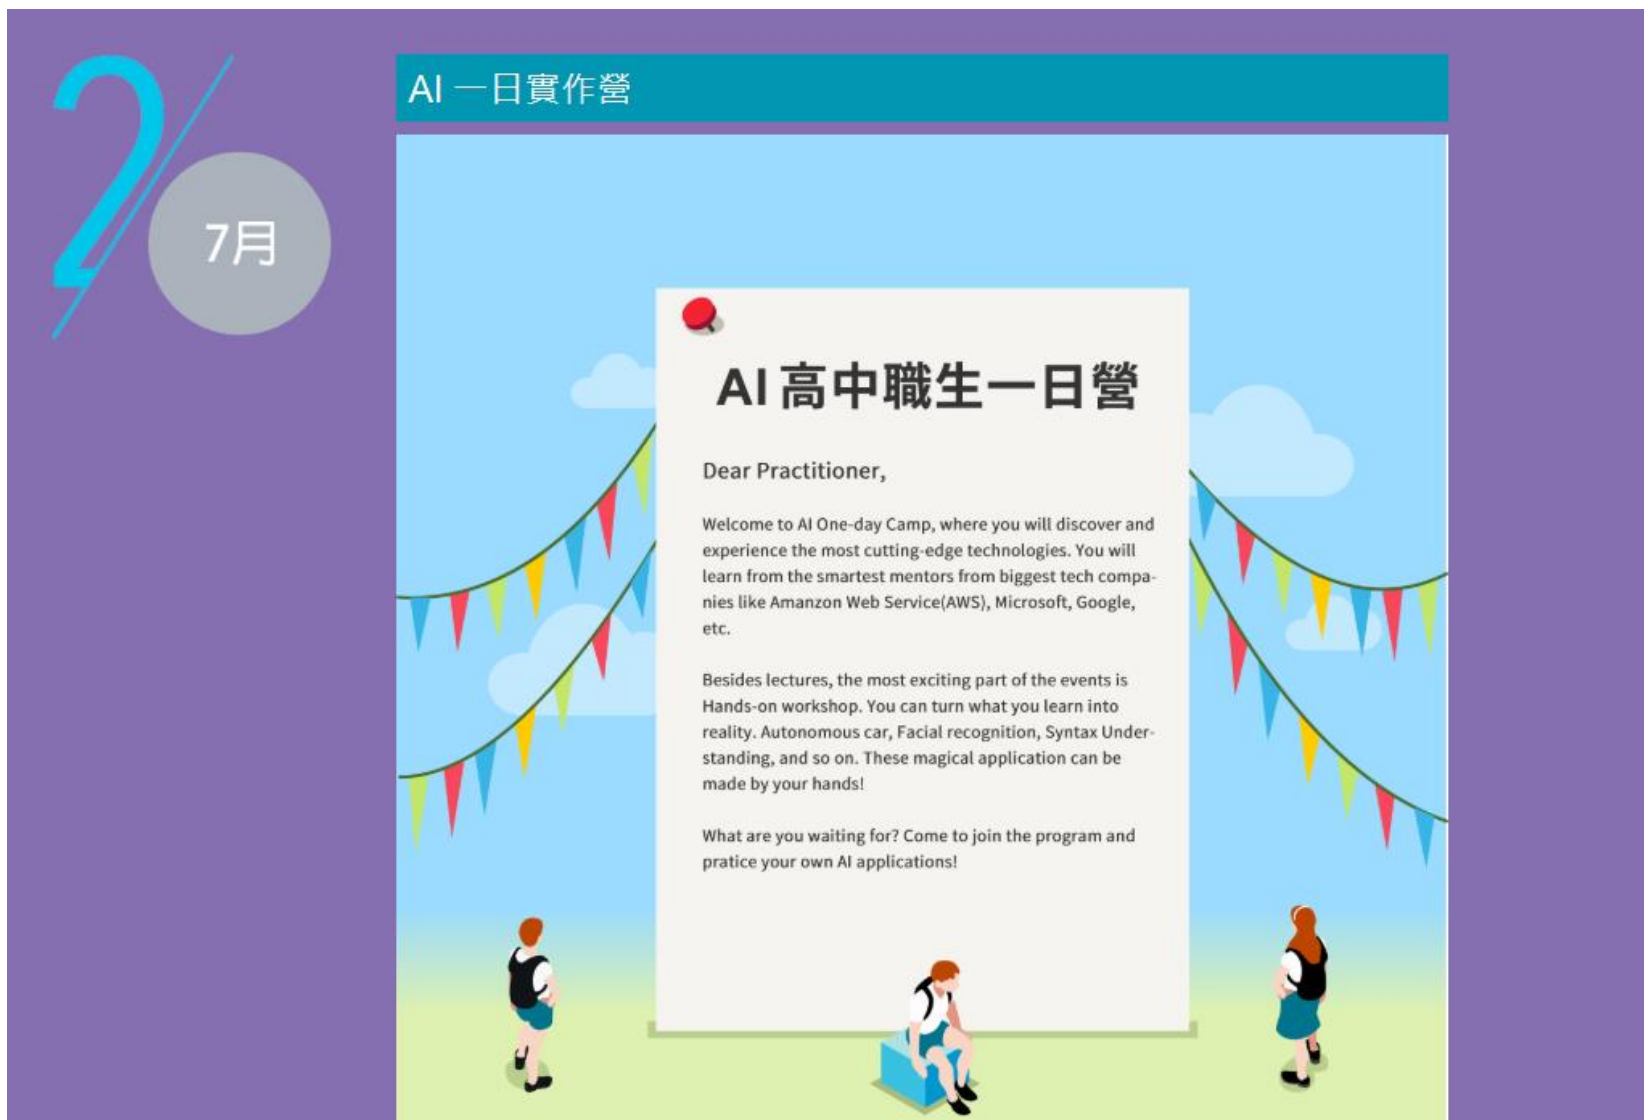 2
7月
AI 一日實作營
AI 高中職生一日營
Dear Practitioner,
Welcome to AI One-day Camp, where you will discover and
experience the most cutting-edge technologies. You will
learn from the smartest mentors from biggest tech compa-
nies like Amanzon Web Service(AWS), Microsoft, Google,
etc.
Besides lectures, the most exciting part of the events is
Hands-on workshop. You can turn what you learn into
reality. Autonomous car, Facial recognition, Syntax Under-
standing, and so on. These magical application can be
made by your hands!
What are you waiting for? Come to join the program and
pratice your own AI applications!